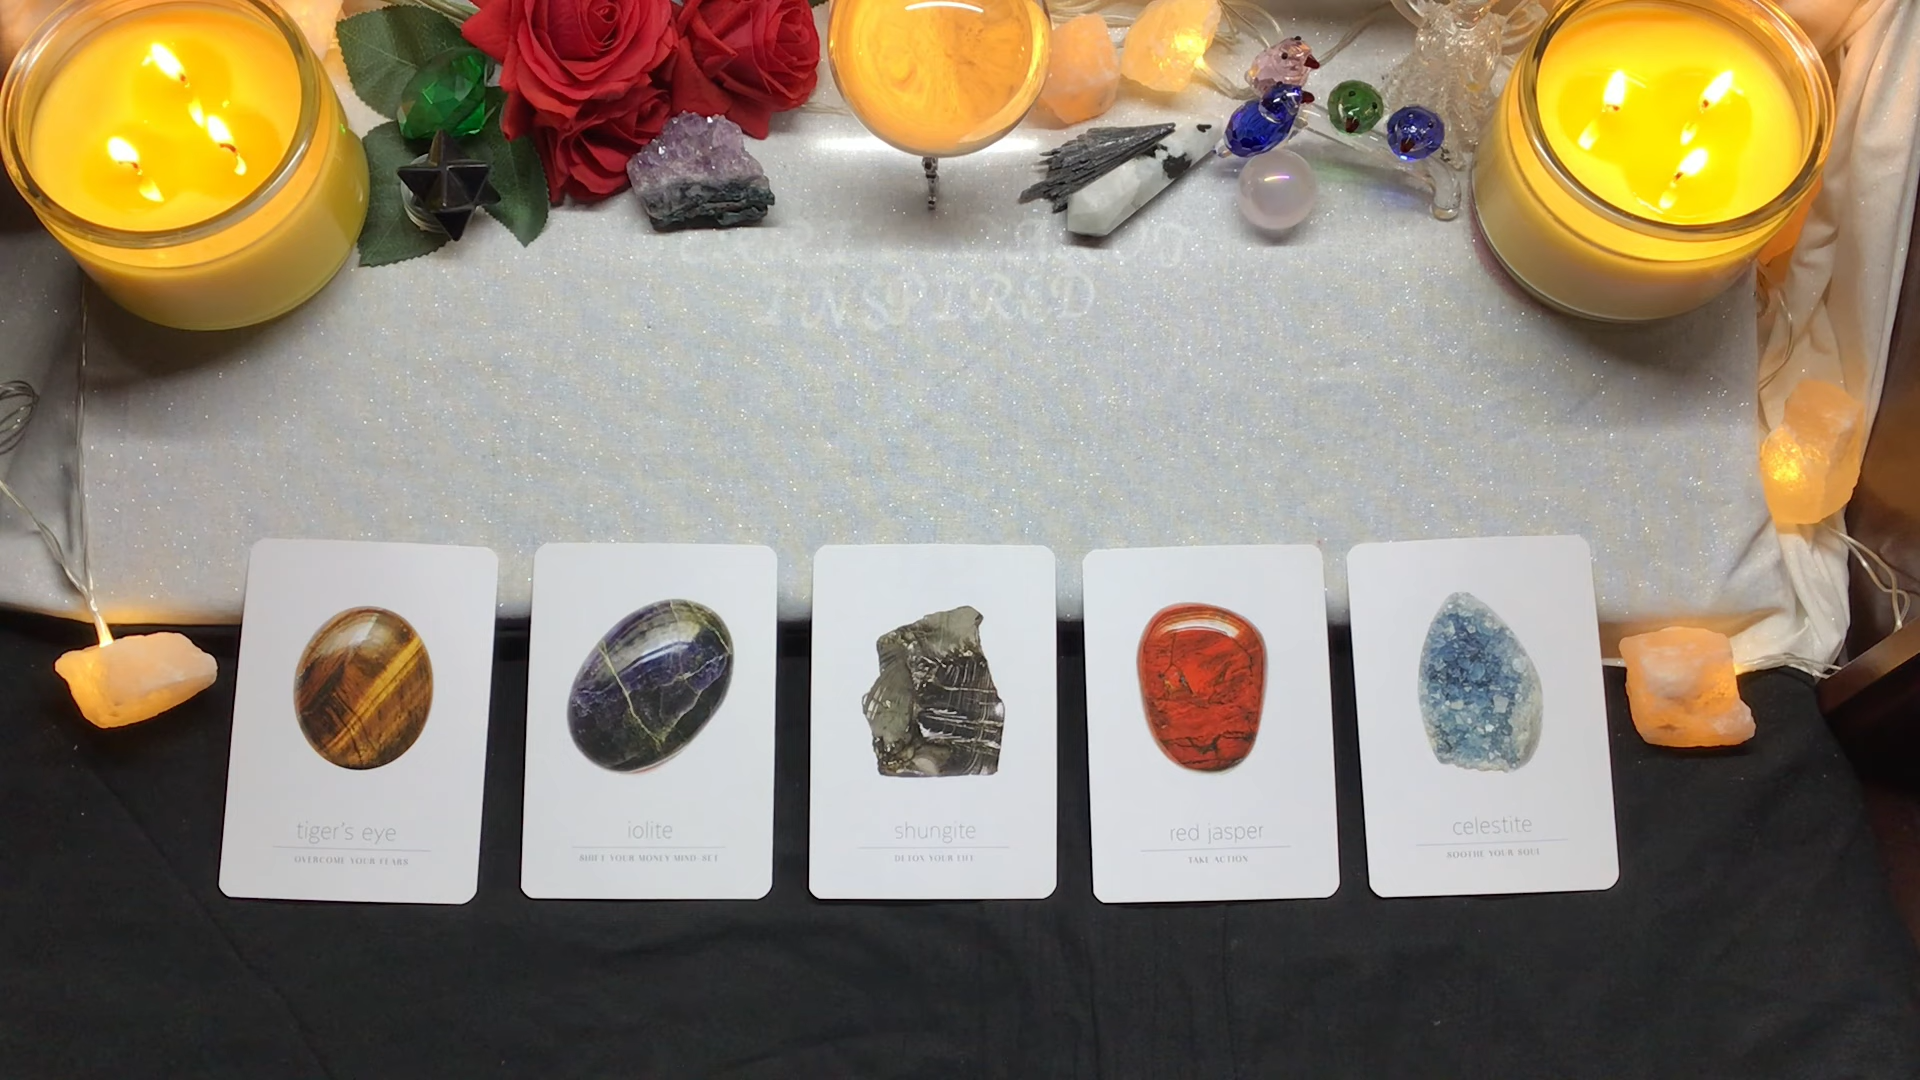 INSPIRED
tiger's eye
OVERCOME YOUR FEARS
iolite
SHIFT YOUR MONEY MIND-SET
shungite
DETOX YOUR LIFE
red jasper
TAKE ACTION
celestite
SOOTHE YOUR SOUL